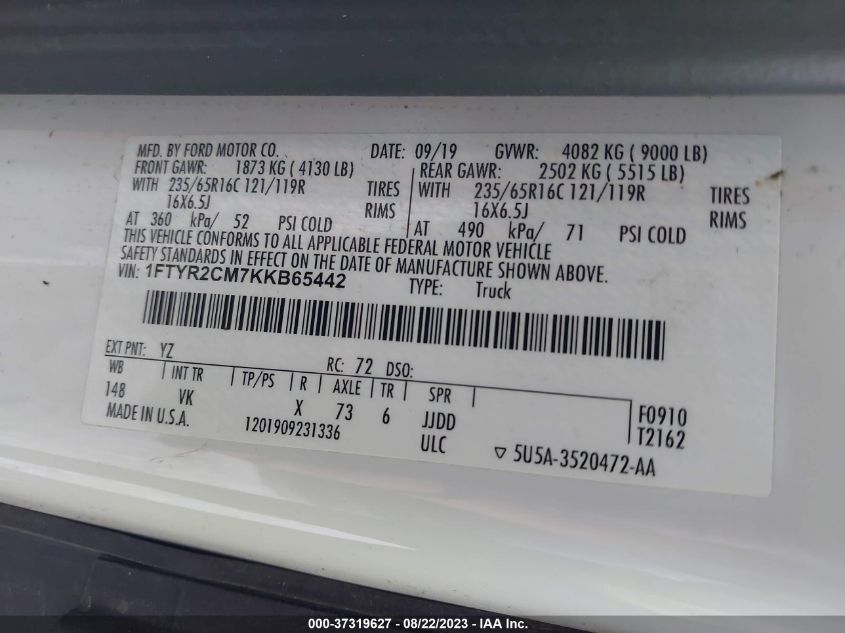 MFD. BY FORD MOTOR CO. DATE: 09/19 GVWR: 4082 KG ( 9000 LB)
FRONT GAWR: 1873 KG ( 4130 LB) REAR GAWR: 2502 KG ( 5515 LB)
WITH 235/65R16C 121/119R TIRES WITH 235/65R16C 121/119R TIRES
16X6.5J RIMS 16X6.5J RIMS
AT 360 kPa/ 52 PSI COLD AT 490 kPa/ 71 PSI COLD
THIS VEHICLE CONFORMS TO ALL APPLICABLE FEDERAL MOTOR VEHICLE
SAFETY STANDARDS IN EFFECT ON THE DATE OF MANUFACTURE SHOWN ABOVE.
VIN: 1FTYR2CM7KKB65442 TYPE: Truck
EXT PNT: YZ RC: 72 DSO:
WB INT TR TP/PS R AXLE TR SPR
148 VK X 73 6 JJDD F0910
MADE IN U.S.A. 1201909231336 ULC T2162
5U5A-3520472-AA
000-37319627 - 08/22/2023 - IAAI.com